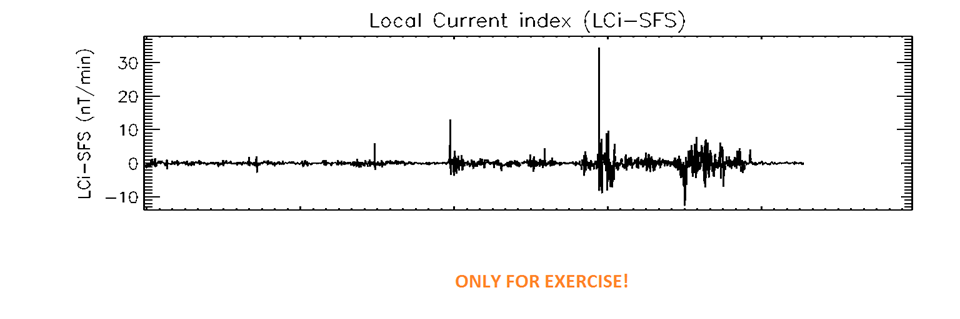 Local Current index (LCi-SFS)
LCi-SFS (nT/min)
30
20
10
0
-10
ONLY FOR EXERCISE!